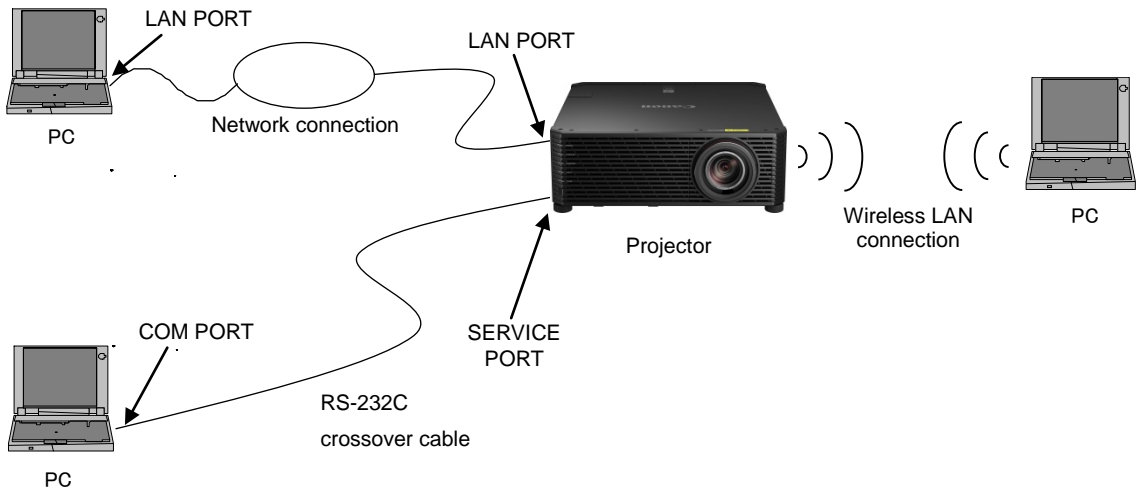 LAN PORT
LAN PORT
PC
Network connection
Canon
Wireless LAN
connection
PC
Projector
COM PORT
SERVICE
PORT
RS-232C
crossover cable
PC